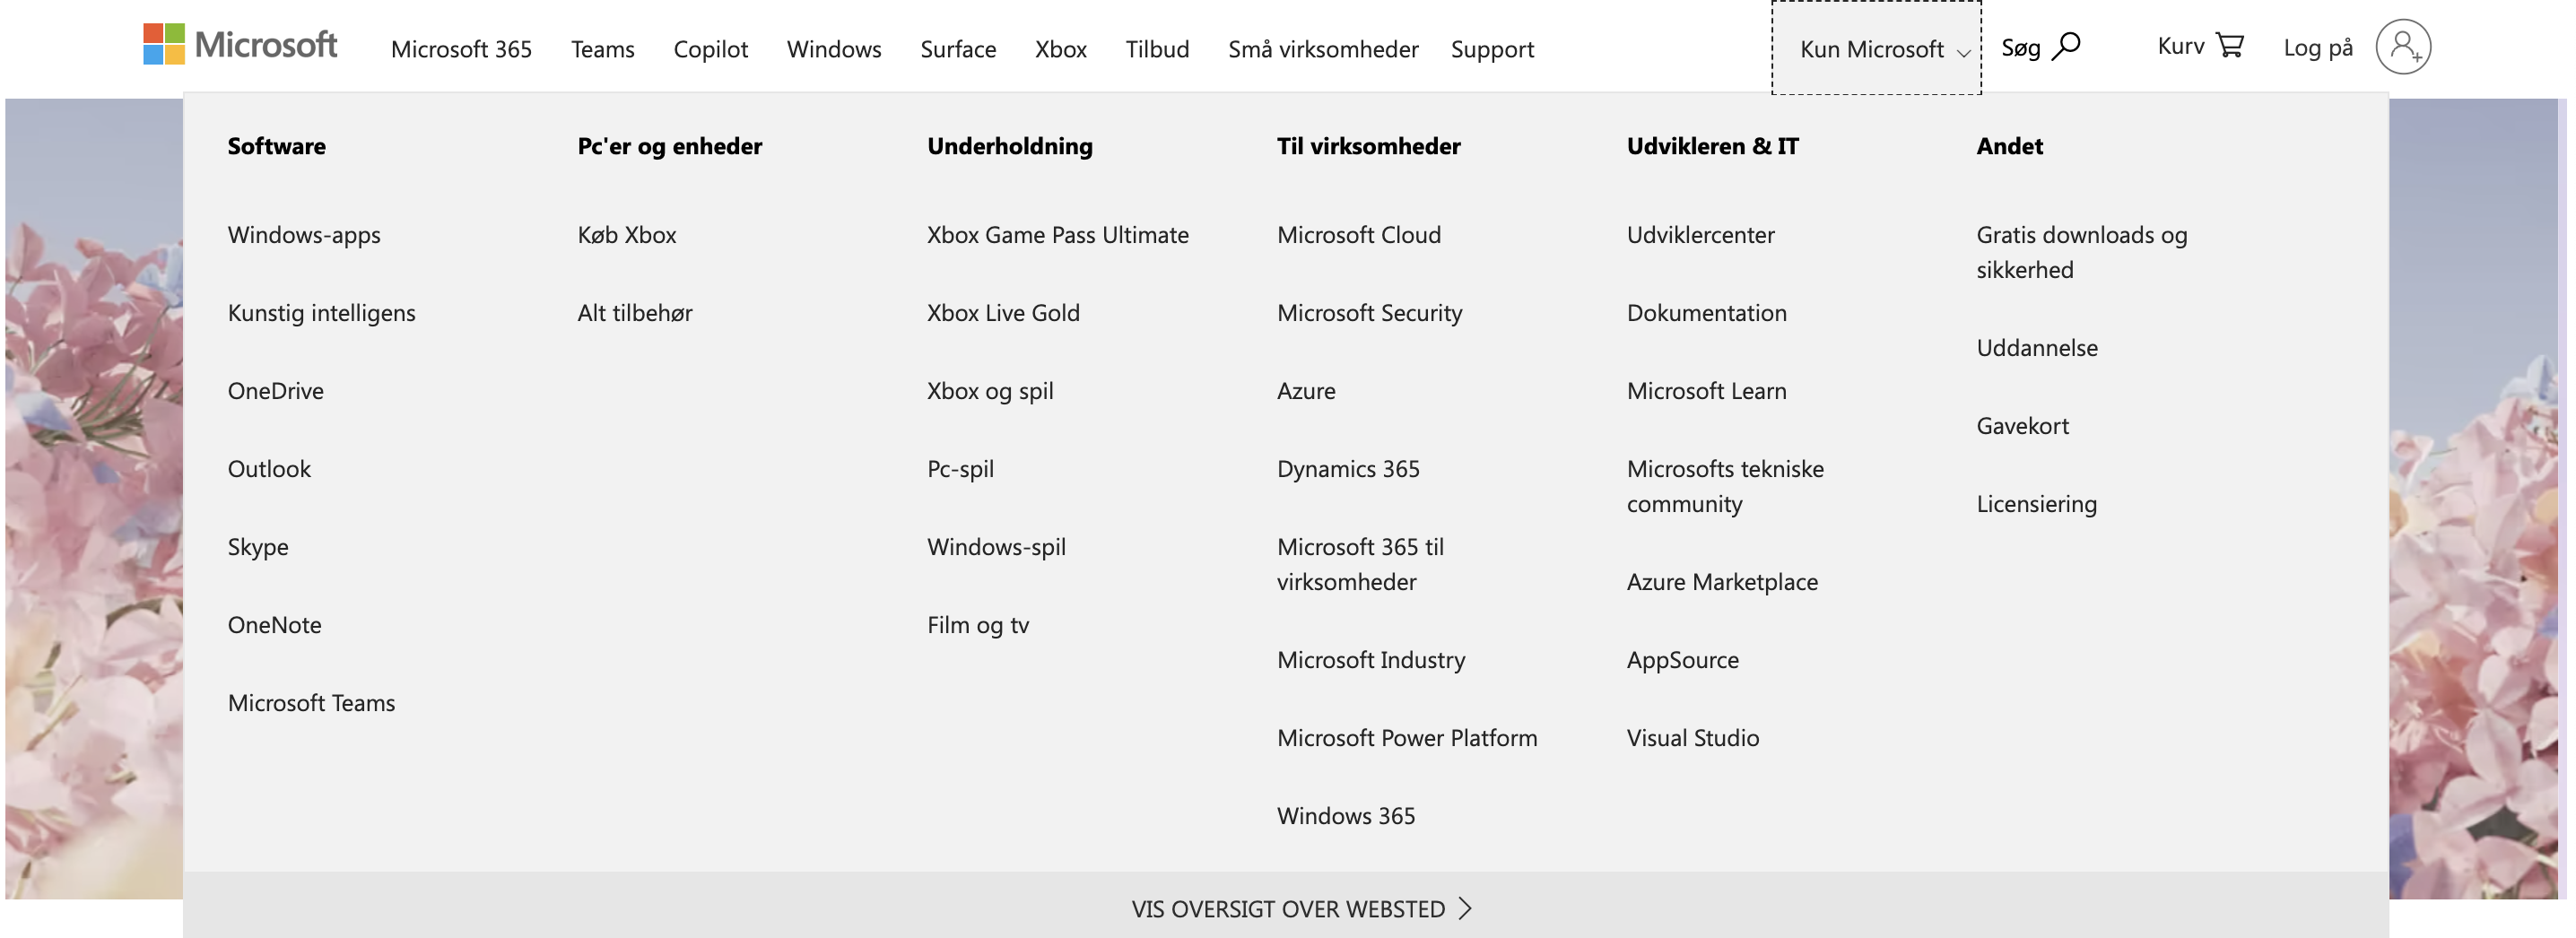 Microsoft
Microsoft 365
Teams
Copilot
Windows
Surface
Xbox
Tilbud
Små virksomheder
Support
Kun Microsoft
Søg
Kurv
Log på
Software
Windows-apps
Kunstig intelligens
OneDrive
Outlook
Skype
OneNote
Microsoft Teams
Pc'er og enheder
Køb Xbox
Alt tilbehør
Underholdning
Xbox Game Pass Ultimate
Xbox Live Gold
Xbox og spil
Pc-spil
Windows-spil
Film og tv
Til virksomheder
Microsoft Cloud
Microsoft Security
Azure
Dynamics 365
Microsoft 365 til
virksomheder
Microsoft Industry
Microsoft Power Platform
Windows 365
Udvikleren & IT
Udviklercenter
Dokumentation
Microsoft Learn
Microsofts tekniske
community
Azure Marketplace
AppSource
Visual Studio
Andet
Gratis downloads og
sikkerhed
Uddannelse
Gavekort
Licensiering
VIS OVERSIGT OVER WEBSTED